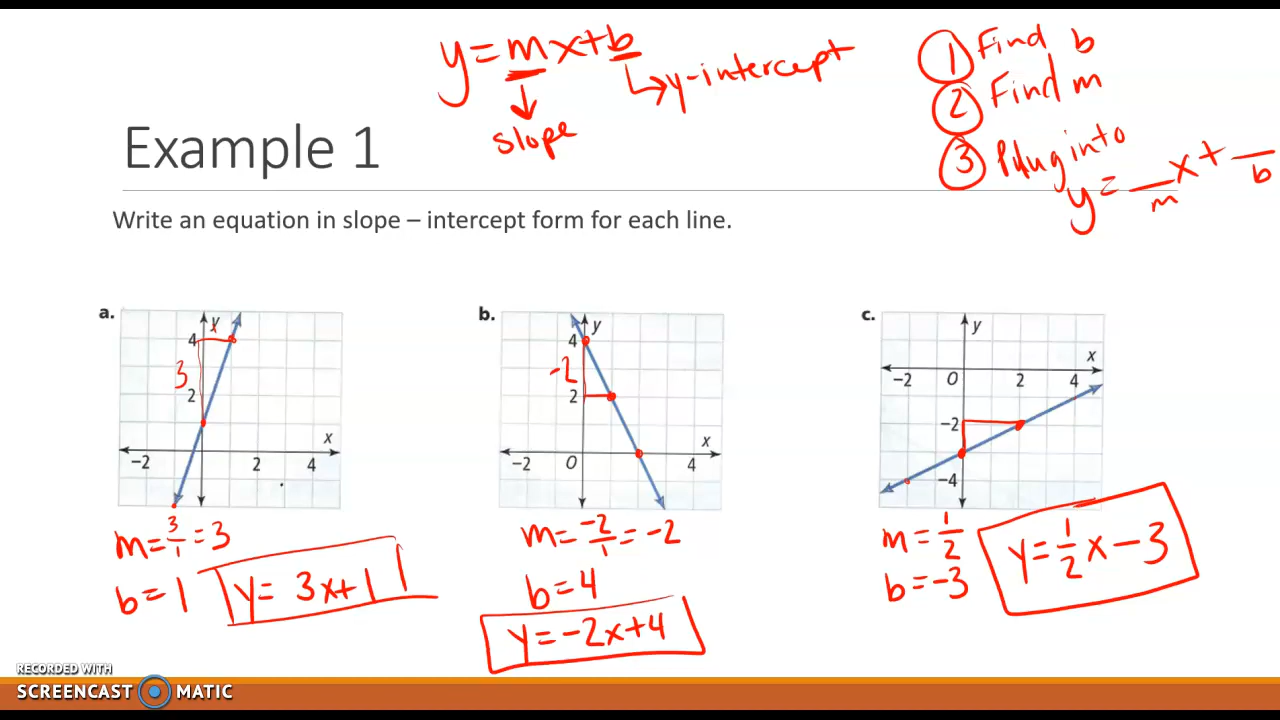 y = mx + b
y-intercept
slope
① Find b
② Find m
③ Plug into
y = __x + __
m b
Example 1
Write an equation in slope – intercept form for each line.
a.
y
4
3
2
x
-2 2 4
m = 3/1 = 3
b = 1
y = 3x+1
b.
y
4
-2
2
x
-2 O 4
m = -2/1 = -2
b = 4
y = -2x+4
c.
y
x
-2 O 2 4
-2
-4
m = 1/2
b = -3
y = 1/2 x - 3
RECORDED WITH
SCREENCAST MATIC